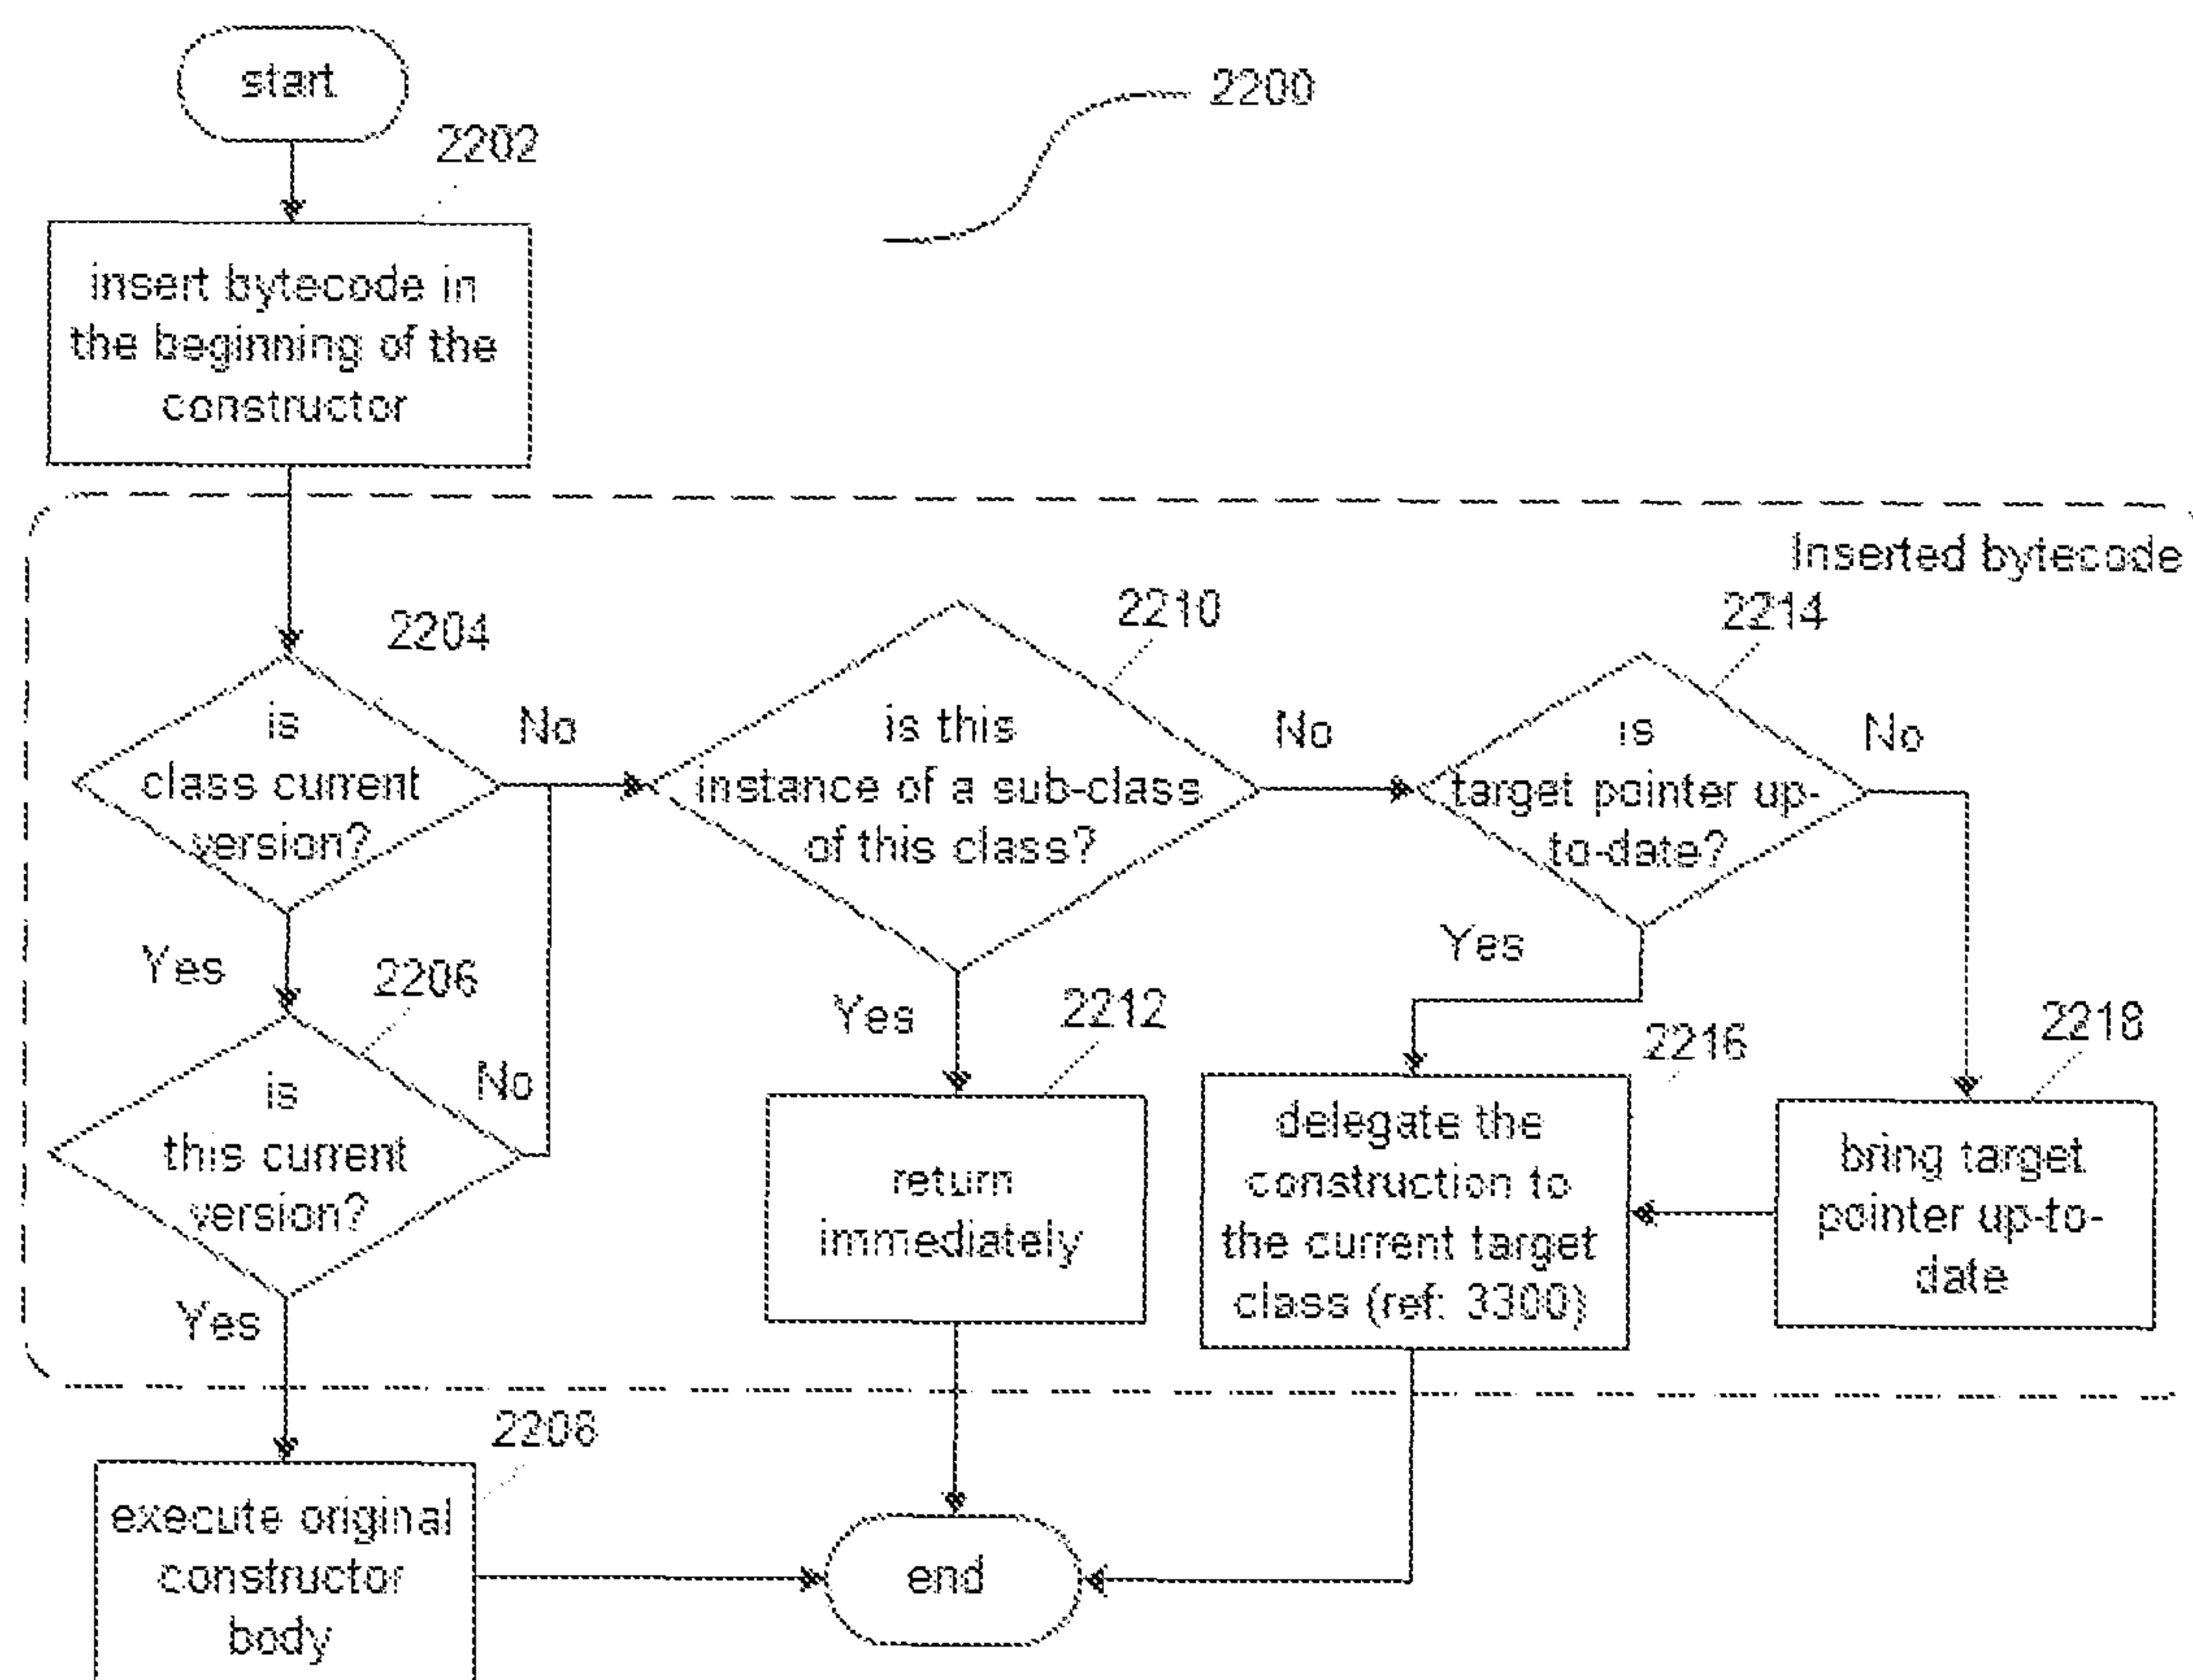 start
2200
2202
insert bytecode in
the beginning of the
constructor
Inserted bytecode
2204
is
class current
version?
No
2210
is this
instance of a sub-class
of this class?
No
2214
is
target pointer up-
to-date?
No
Yes
2206
is
this current
version?
No
Yes
2212
return
immediately
Yes
2216
delegate the
construction to
the current target
class (ref: 3300)
2218
bring target
pointer up-to-
date
Yes
2208
execute original
constructor
body
end